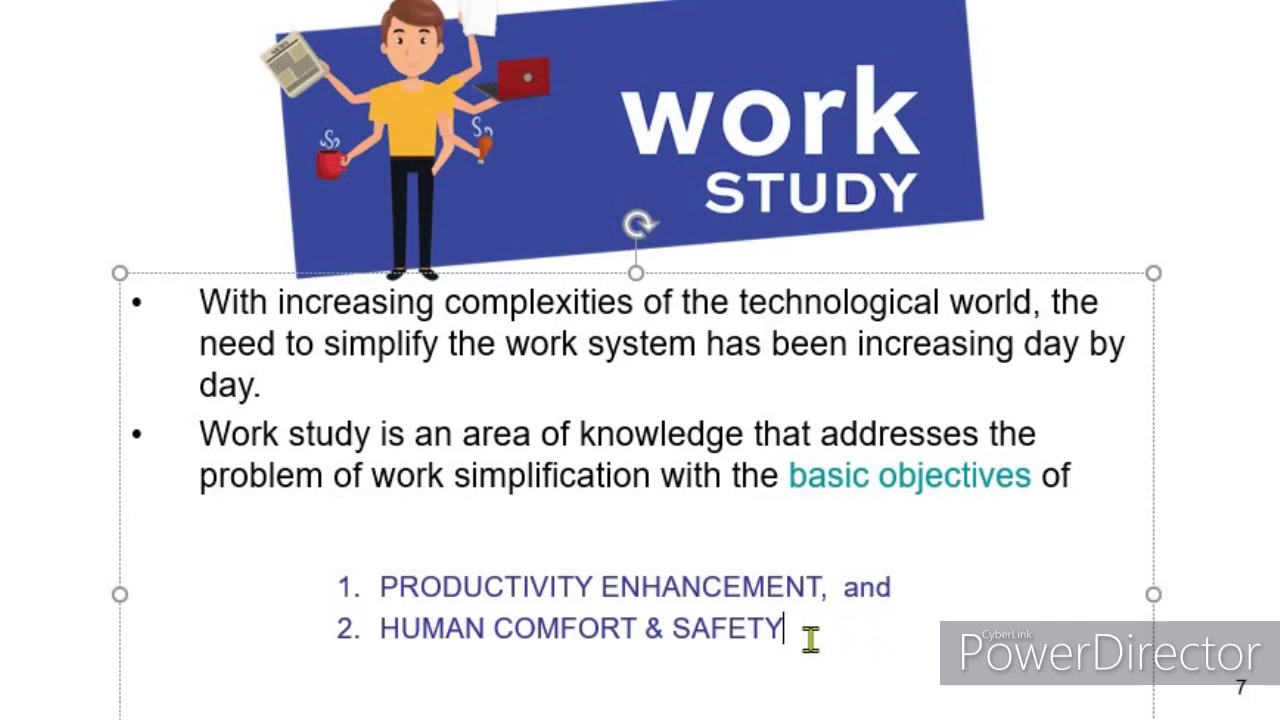 NEWS
work
STUDY
• With increasing complexities of the technological world, the
need to simplify the work system has been increasing day by
day.
• Work study is an area of knowledge that addresses the
problem of work simplification with the basic objectives of
1. PRODUCTIVITY ENHANCEMENT, and
2. HUMAN COMFORT & SAFETY
CyberLink
PowerDirector
7